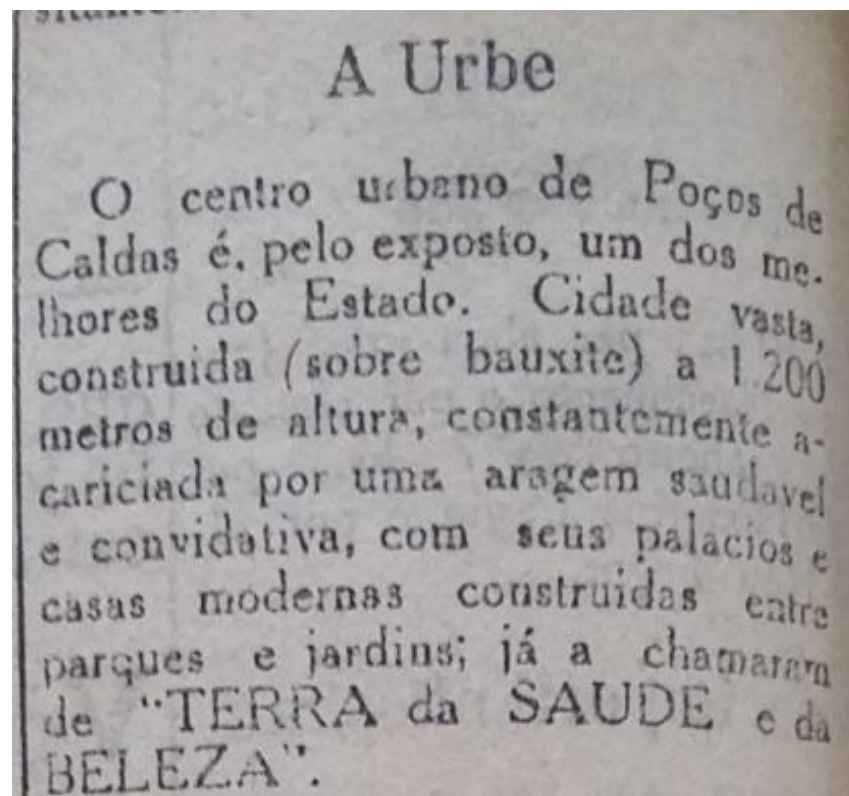 A Urbe
O centro urbano de Poços de
Caldas é, pelo exposto, um dos me-
lhores do Estado. Cidade vasta,
construida (sobre bauxite) a 1.200
metros de altura, constantemente a-
cariciada por uma aragem saudavel
e convidativa, com seus palacios e
casas modernas construidas entre
parques e jardins; já a chamaram
de "TERRA da SAUDE e da
BELEZA".